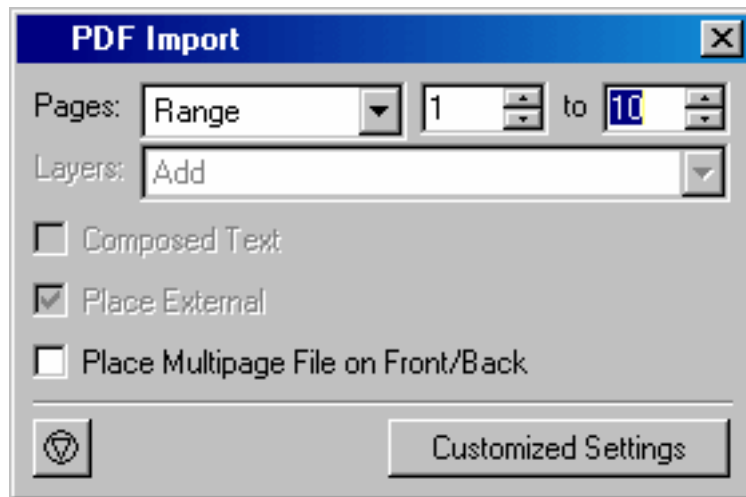 PDF Import
Pages: Range 1 to 10
Layers: Add
Composed Text
Place External
Place Multipage File on Front/Back
Customized Settings